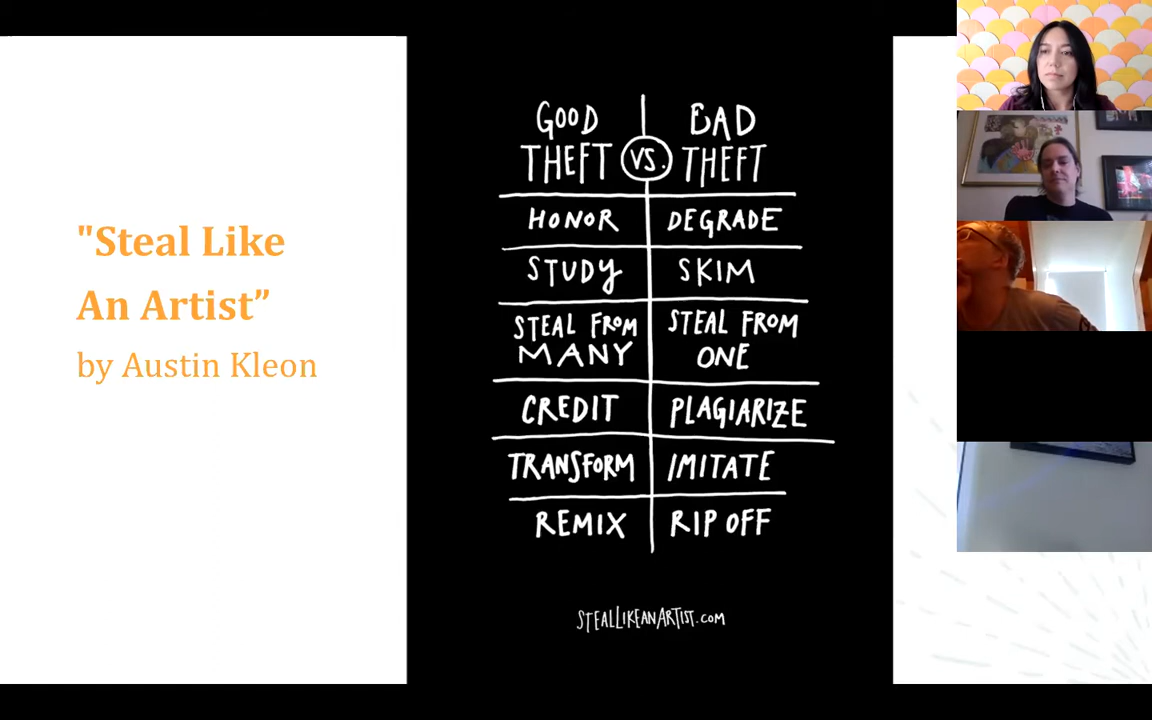 "Steal Like
An Artist”
by Austin Kleon
GOOD THEFT VS. BAD THEFT
HONOR DEGRADE
STUDY SKIM
STEAL FROM MANY STEAL FROM ONE
CREDIT PLAGIARIZE
TRANSFORM IMITATE
REMIX RIP OFF
STEALLIKEANARTIST.COM